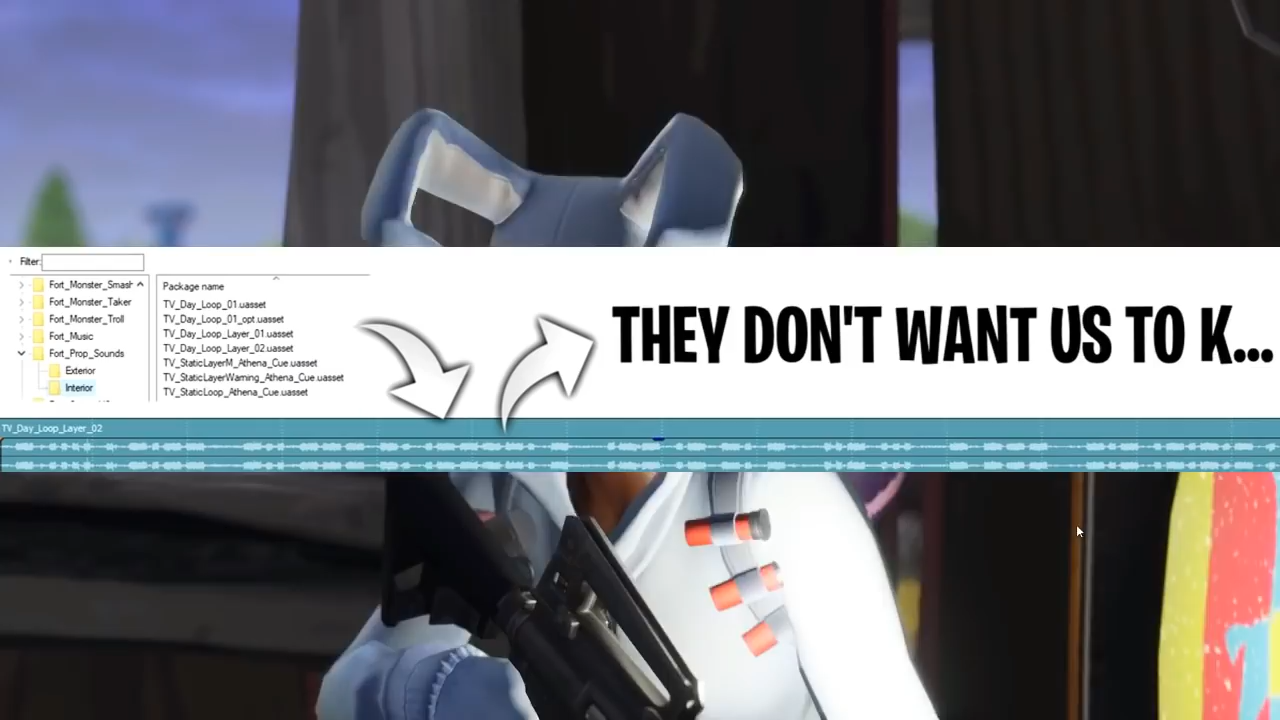 Filter:
Fort_Monster_Smash
Fort_Monster_Taker
Fort_Monster_Troll
Fort_Music
Fort_Prop_Sounds
Exterior
Interior
Package name
TV_Day_Loop_01.uasset
TV_Day_Loop_01_opt.uasset
TV_Day_Loop_Layer_01.uasset
TV_Day_Loop_Layer_02.uasset
TV_StaticLayerM_Athena_Cue.uasset
TV_StaticLayerWarning_Athena_Cue.uasset
TV_StaticLoop_Athena_Cue.uasset
THEY DON'T WANT US TO K...
TV_Day_Loop_Layer_02